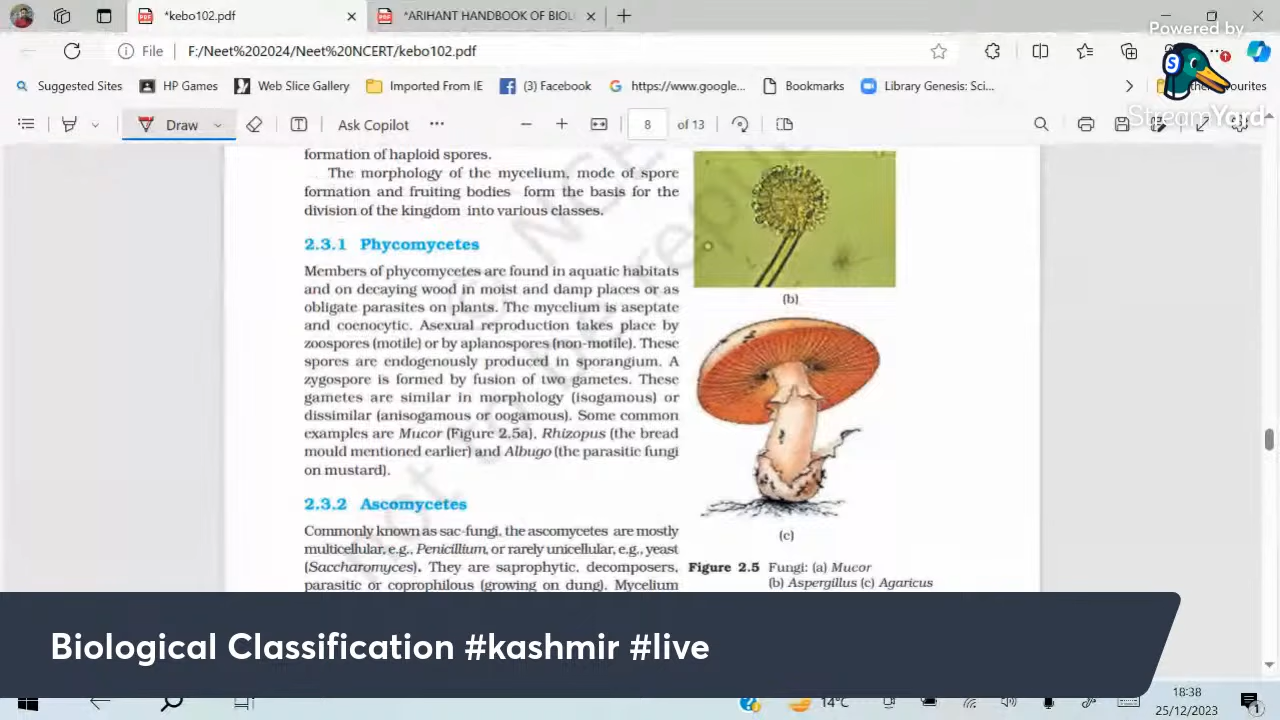 *kebo102.pdf
*ARIHANT HANDBOOK OF BIOL
Powered by
File F:/Neet%202024/Neet%20NCERT/kebo102.pdf
Suggested Sites HP Games Web Slice Gallery Imported From IE (3) Facebook https://www.google... Bookmarks Library Genesis: Sci... ther favourites
StreamYard
Draw Ask Copilot 8 of 13
formation of haploid spores.
The morphology of the mycelium, mode of spore
formation and fruiting bodies form the basis for the
division of the kingdom into various classes.
2.3.1 Phycomycetes
Members of phycomycetes are found in aquatic habitats
and on decaying wood in moist and damp places or as
obligate parasites on plants. The mycelium is aseptate
and coenocytic. Asexual reproduction takes place by
zoospores (motile) or by aplanospores (non-motile). These
spores are endogenously produced in sporangium. A
zygospore is formed by fusion of two gametes. These
gametes are similar in morphology (isogamous) or
dissimilar (anisogamous or oogamous). Some common
examples are Mucor (Figure 2.5a), Rhizopus (the bread
mould mentioned earlier) and Albugo (the parasitic fungi
on mustard).
2.3.2 Ascomycetes
Commonly known as sac-fungi, the ascomycetes are mostly
multicellular, e.g., Penicillium, or rarely unicellular, e.g., yeast
(Saccharomyces). They are saprophytic, decomposers,
parasitic or coprophilous (growing on dung). Mycelium
(b)
(c)
Figure 2.5 Fungi: (a) Mucor
(b) Aspergillus (c) Agaricus
Biological Classification #kashmir #live
14°C
18:38
25/12/2023
1